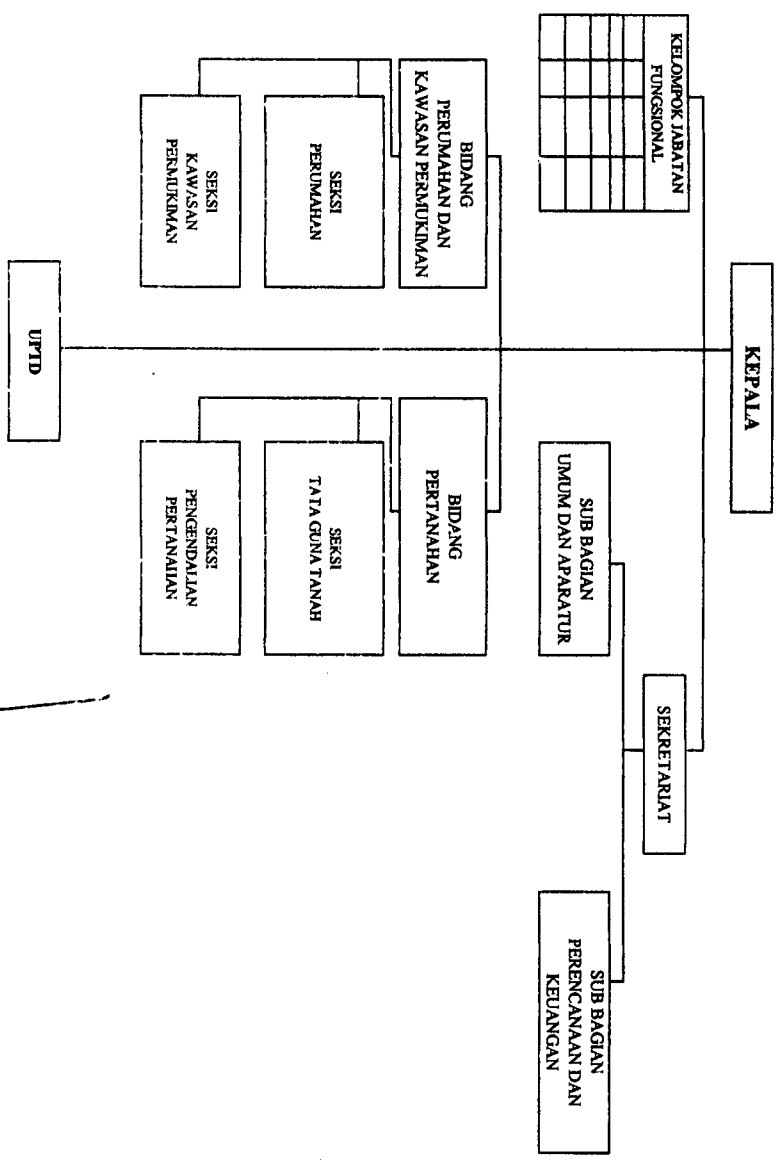 KEPALA
KELOMPOK JABATAN
FUNGSIONAL
SEKRETARIAT
SUB BAGIAN
UMUM DAN APARATUR
SUB BAGIAN
PERENCANAAN DAN
KEUANGAN
BIDANG
PERUMAHAN DAN
KAWASAN PERMUKIMAN
BIDANG
PERTANAHAN
SEKSI
PERUMAHAN
SEKSI
TATA GUNA TANAH
SEKSI
KAWASAN
PERMUKIMAN
SEKSI
PENGENDALIAN
PERTANAHAN
UPTD